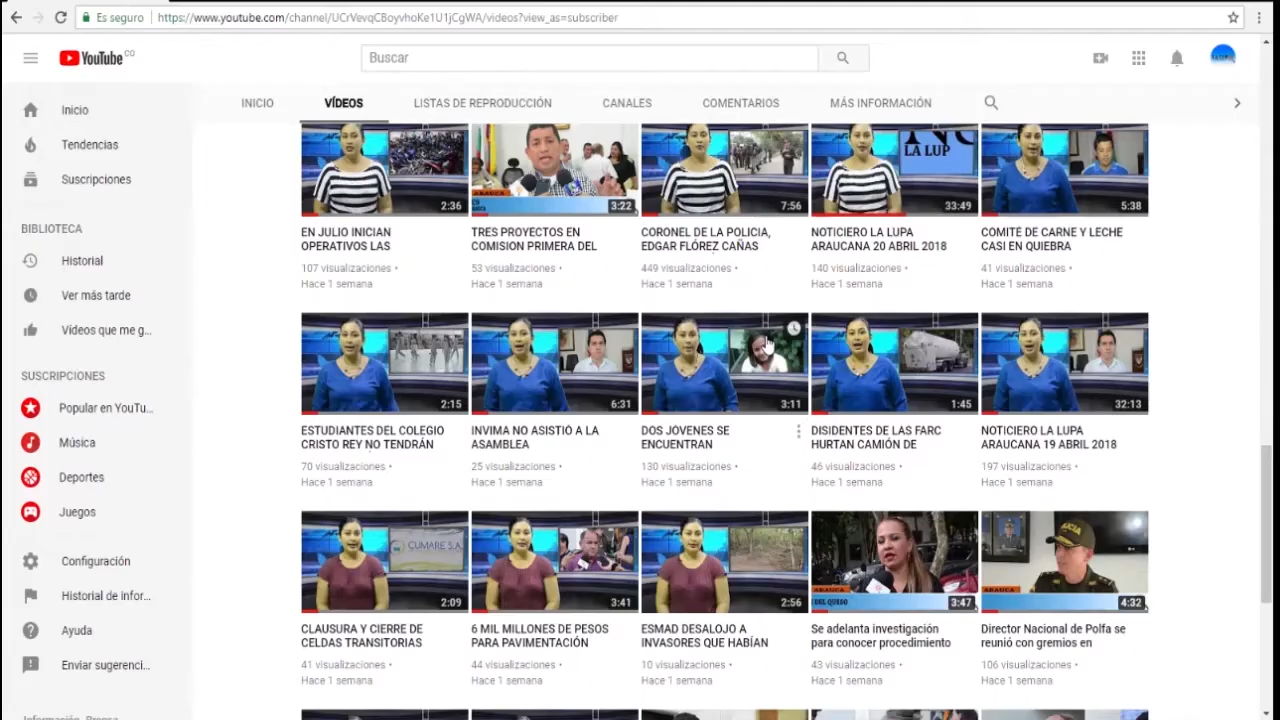 Es seguro | https://www.youtube.com/channel/UCrVevqCBoyvhoKe1U1jCgWA/videos?view_as=subscriber
YouTube CO
Buscar
INICIO VÍDEOS LISTAS DE REPRODUCCIÓN CANALES COMENTARIOS MÁS INFORMACIÓN
Inicio
Tendencias
Suscripciones
BIBLIOTECA
Historial
Ver más tarde
Vídeos que me g...
SUSCRIPCIONES
Popular en YouTu...
Música
Deportes
Juegos
Configuración
Historial de infor...
Ayuda
Enviar sugerenci...
Información Prensa
2:36
EN JULIO INICIAN
OPERATIVOS LAS
107 visualizaciones •
Hace 1 semana
ARAUCA
3:22
TRES PROYECTOS EN
COMISION PRIMERA DEL
53 visualizaciones •
Hace 1 semana
7:56
CORONEL DE LA POLICIA,
EDGAR FLÓREZ CAÑAS
449 visualizaciones •
Hace 1 semana
LA LUP
33:49
NOTICIERO LA LUPA
ARAUCANA 20 ABRIL 2018
140 visualizaciones •
Hace 1 semana
5:38
COMITÉ DE CARNE Y LECHE
CASI EN QUIEBRA
41 visualizaciones •
Hace 1 semana
2:15
ESTUDIANTES DEL COLEGIO
CRISTO REY NO TENDRÁN
70 visualizaciones •
Hace 1 semana
6:31
INVIMA NO ASISTIÓ A LA
ASAMBLEA
25 visualizaciones •
Hace 1 semana
3:11
DOS JÓVENES SE
ENCUENTRAN
130 visualizaciones •
Hace 1 semana
1:45
DISIDENTES DE LAS FARC
HURTAN CAMIÓN DE
46 visualizaciones •
Hace 1 semana
32:13
NOTICIERO LA LUPA
ARAUCANA 19 ABRIL 2018
197 visualizaciones •
Hace 1 semana
CUMARE S.A.
2:09
CLAUSURA Y CIERRE DE
CELDAS TRANSITORIAS
41 visualizaciones •
Hace 1 semana
3:41
6 MIL MILLONES DE PESOS
PARA PAVIMENTACIÓN
44 visualizaciones •
Hace 1 semana
2:56
ESMAD DESALOJO A
INVASORES QUE HABÍAN
10 visualizaciones •
Hace 1 semana
ARAUCA
DEL QUESO
3:47
Se adelanta investigación
para conocer procedimiento
43 visualizaciones •
Hace 1 semana
ARAUCA
4:32
Director Nacional de Polfa se
reunió con gremios en
106 visualizaciones •
Hace 1 semana